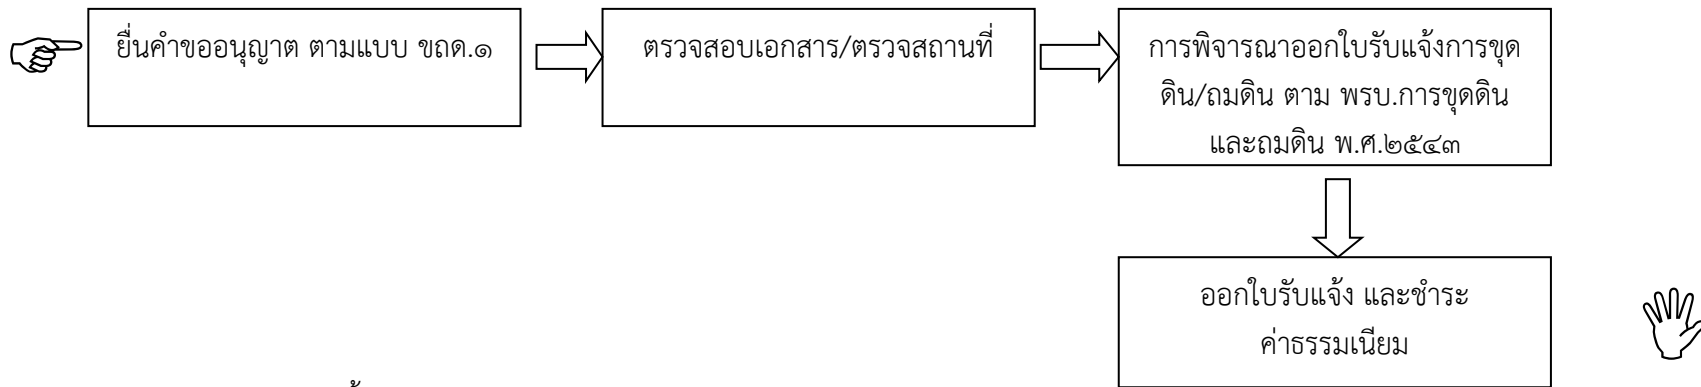 ยื่นคำขออนุญาต ตามแบบ ขถด.๑
ตรวจสอบเอกสาร/ตรวจสถานที่
การพิจารณาออกใบรับแจ้งการขุด
ดิน/ถมดิน ตาม พรบ.การขุดดิน
และถมดิน พ.ศ.๒๕๔๓
ออกใบรับแจ้ง และชำระ
ค่าธรรมเนียม